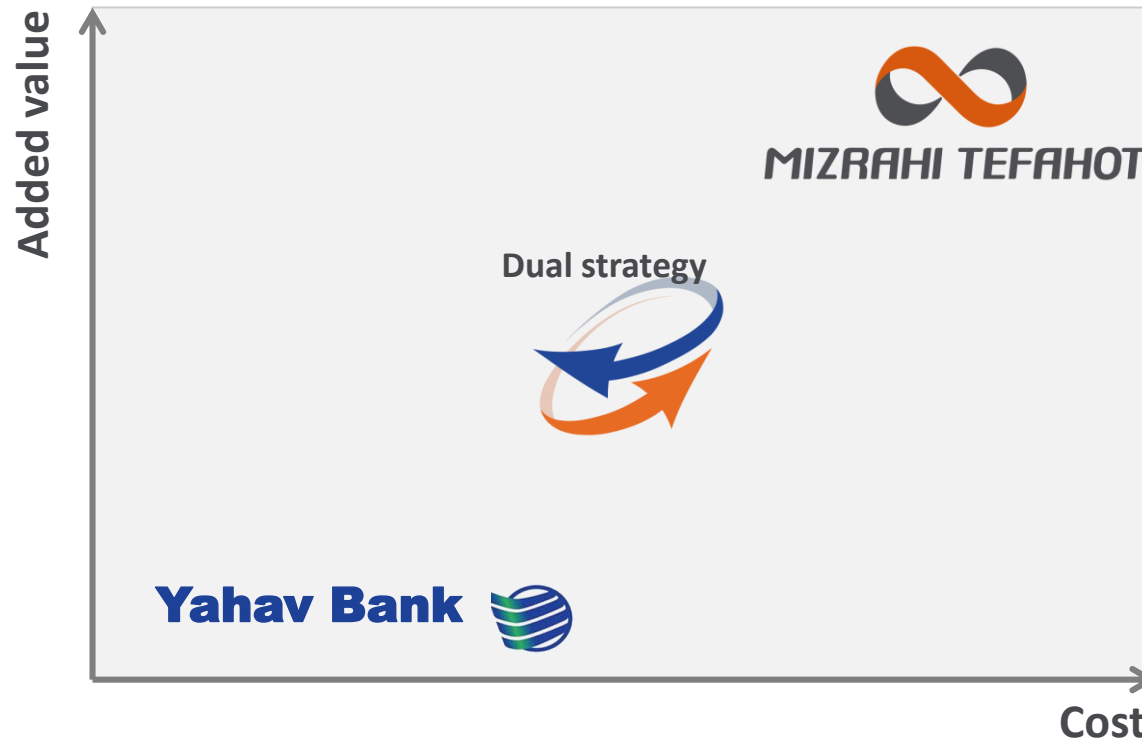 Added value
MIZRAHI TEFAHOT
Dual strategy
Yahav Bank
Cost